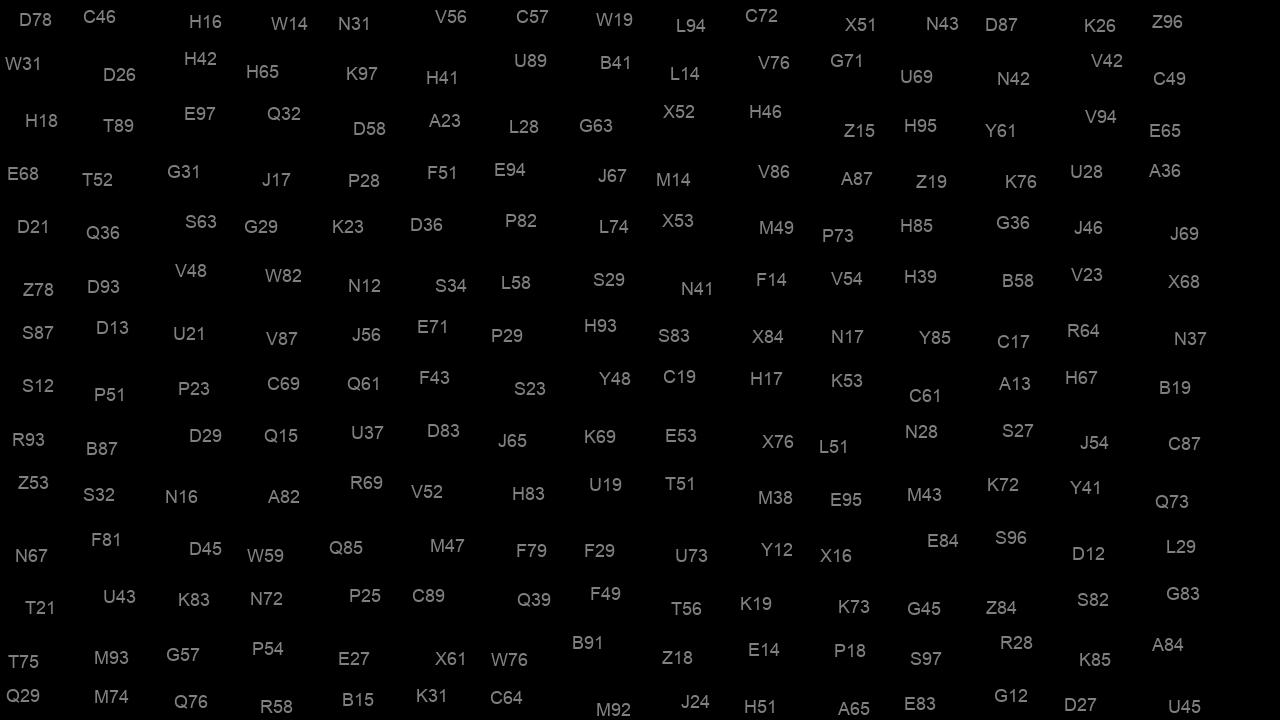 D78 C46 H16 W14 N31 V56 C57 W19 L94 C72 X51 N43 D87 K26 Z96
W31 D26 H42 H65 K97 H41 U89 B41 L14 V76 G71 U69 N42 V42 C49
H18 T89 E97 Q32 D58 A23 L28 G63 X52 H46 Z15 H95 Y61 V94 E65
E68 T52 G31 J17 P28 F51 E94 J67 M14 V86 A87 Z19 K76 U28 A36
D21 Q36 S63 G29 K23 D36 P82 L74 X53 M49 P73 H85 G36 J46 J69
Z78 D93 V48 W82 N12 S34 L58 S29 N41 F14 V54 H39 B58 V23 X68
S87 D13 U21 V87 J56 E71 P29 H93 S83 X84 N17 Y85 C17 R64 N37
S12 P51 P23 C69 Q61 F43 S23 Y48 C19 H17 K53 C61 A13 H67 B19
R93 B87 D29 Q15 U37 D83 J65 K69 E53 X76 L51 N28 S27 J54 C87
Z53 S32 N16 A82 R69 V52 H83 U19 T51 M38 E95 M43 K72 Y41 Q73
N67 F81 D45 W59 Q85 M47 F79 F29 U73 Y12 X16 E84 S96 D12 L29
T21 U43 K83 N72 P25 C89 Q39 F49 T56 K19 K73 G45 Z84 S82 G83
T75 M93 G57 P54 E27 X61 W76 B91 Z18 E14 P18 S97 R28 K85 A84
Q29 M74 Q76 R58 B15 K31 C64 M92 J24 H51 A65 E83 G12 D27 U45